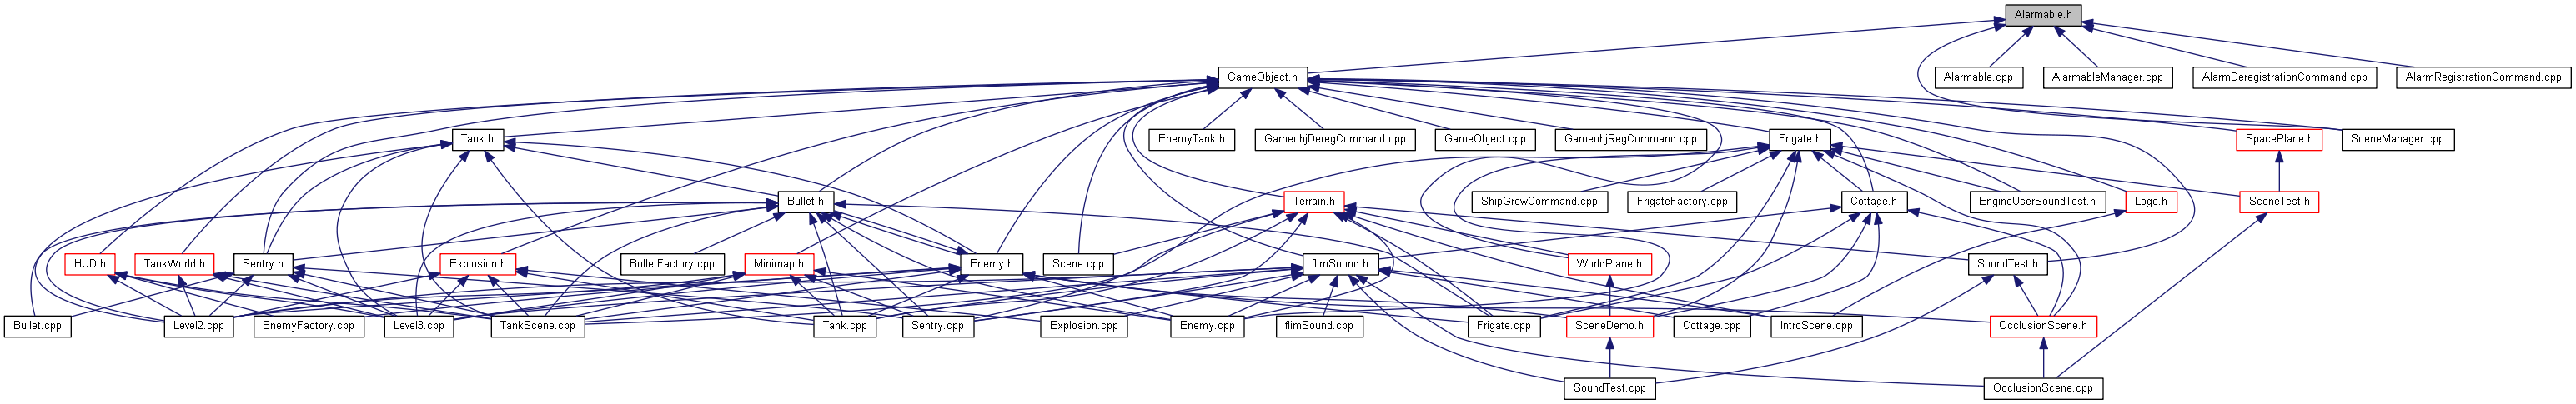 Alarmable.h
GameObject.h
Alarmable.cpp
AlarmableManager.cpp
AlarmDeregistrationCommand.cpp
AlarmRegistrationCommand.cpp
Tank.h
EnemyTank.h
GameobjDeregCommand.cpp
GameObject.cpp
GameobjRegCommand.cpp
Frigate.h
SpacePlane.h
SceneManager.cpp
Bullet.h
Terrain.h
ShipGrowCommand.cpp
FrigateFactory.cpp
Cottage.h
EngineUserSoundTest.h
Logo.h
SceneTest.h
HUD.h
TankWorld.h
Sentry.h
Explosion.h
BulletFactory.cpp
Minimap.h
Enemy.h
Scene.cpp
flimSound.h
WorldPlane.h
SoundTest.h
Bullet.cpp
Level2.cpp
EnemyFactory.cpp
Level3.cpp
TankScene.cpp
Tank.cpp
Sentry.cpp
Explosion.cpp
Enemy.cpp
flimSound.cpp
Frigate.cpp
SceneDemo.h
Cottage.cpp
IntroScene.cpp
OcclusionScene.h
SoundTest.cpp
OcclusionScene.cpp